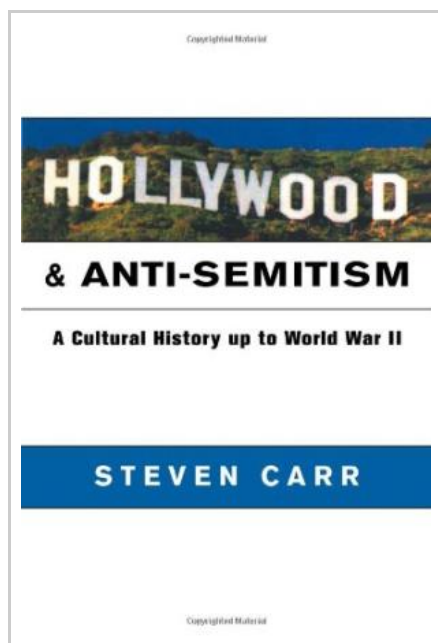 Copyrighted Material
HOLLYWOOD
& ANTI-SEMITISM
A Cultural History up to World War II
STEVEN CARR
Copyrighted Material